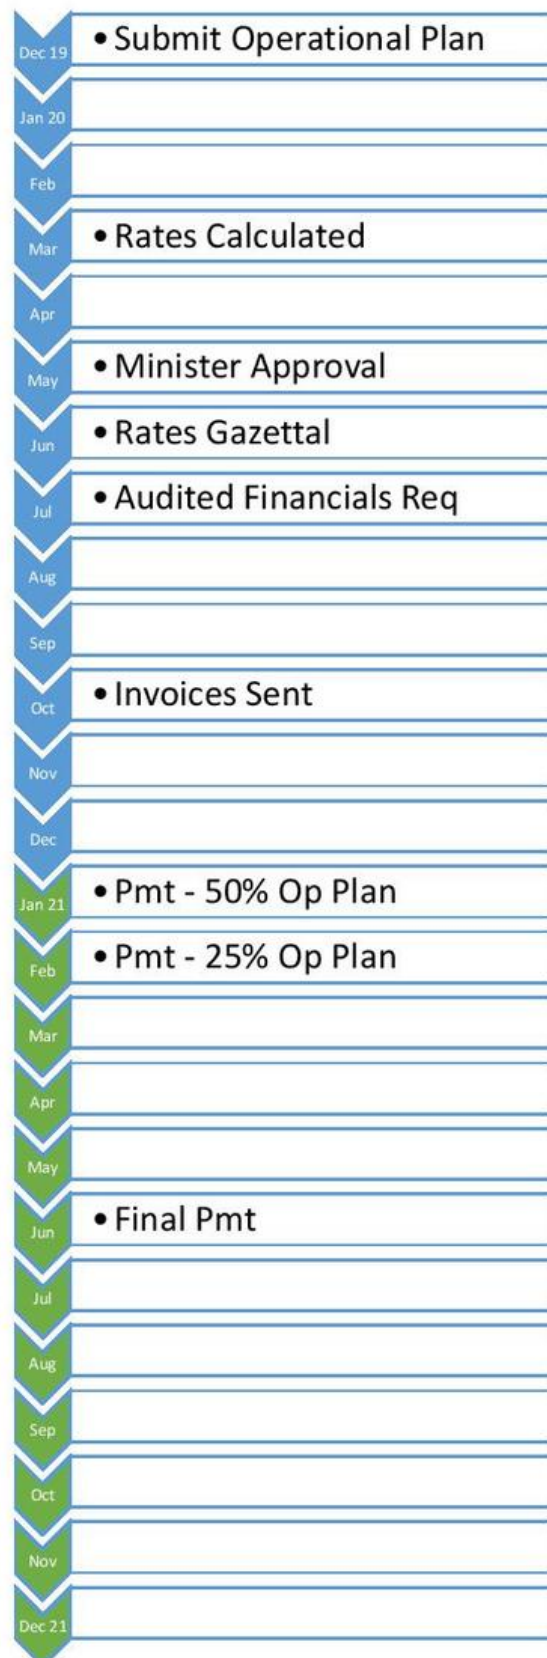 Dec 19 • Submit Operational Plan
Jan 20
Feb
Mar • Rates Calculated
Apr
May • Minister Approval
Jun • Rates Gazettal
Jul • Audited Financials Req
Aug
Sep
Oct • Invoices Sent
Nov
Dec
Jan 21 • Pmt - 50% Op Plan
Feb • Pmt - 25% Op Plan
Mar
Apr
May
Jun • Final Pmt
Jul
Aug
Sep
Oct
Nov
Dec 21